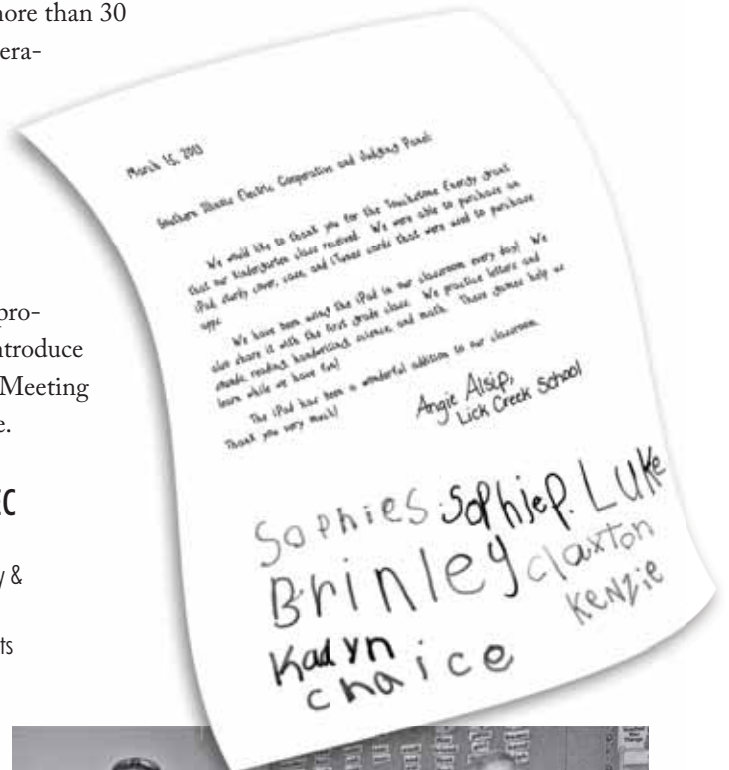 more than 30
era-
pro-
ntroduce
Meeting
e.
EC
y &
ts
March 15, 2013
Southern Illinois Electric Cooperative and Judging Panel:
We would like to thank you for the Touchstone Energy grant
that our kindergarten class received. We were able to purchase an
iPad, sturdy cover, case, and iTunes cards that were used to purchase
apps.
We have been using the iPad in our classroom every day! We
also share it with the first grade class. We practice letters and
sounds, reading, handwriting, science, and math. These games help us
learn while we have fun!
The iPad has been a wonderful addition to our classroom.
Thank you very much!
Angie Alsip,
Lick Creek School
Sophie S. Sophie P. Luke
Brinley Claxton
Kenzie
Kadyn
Chaice